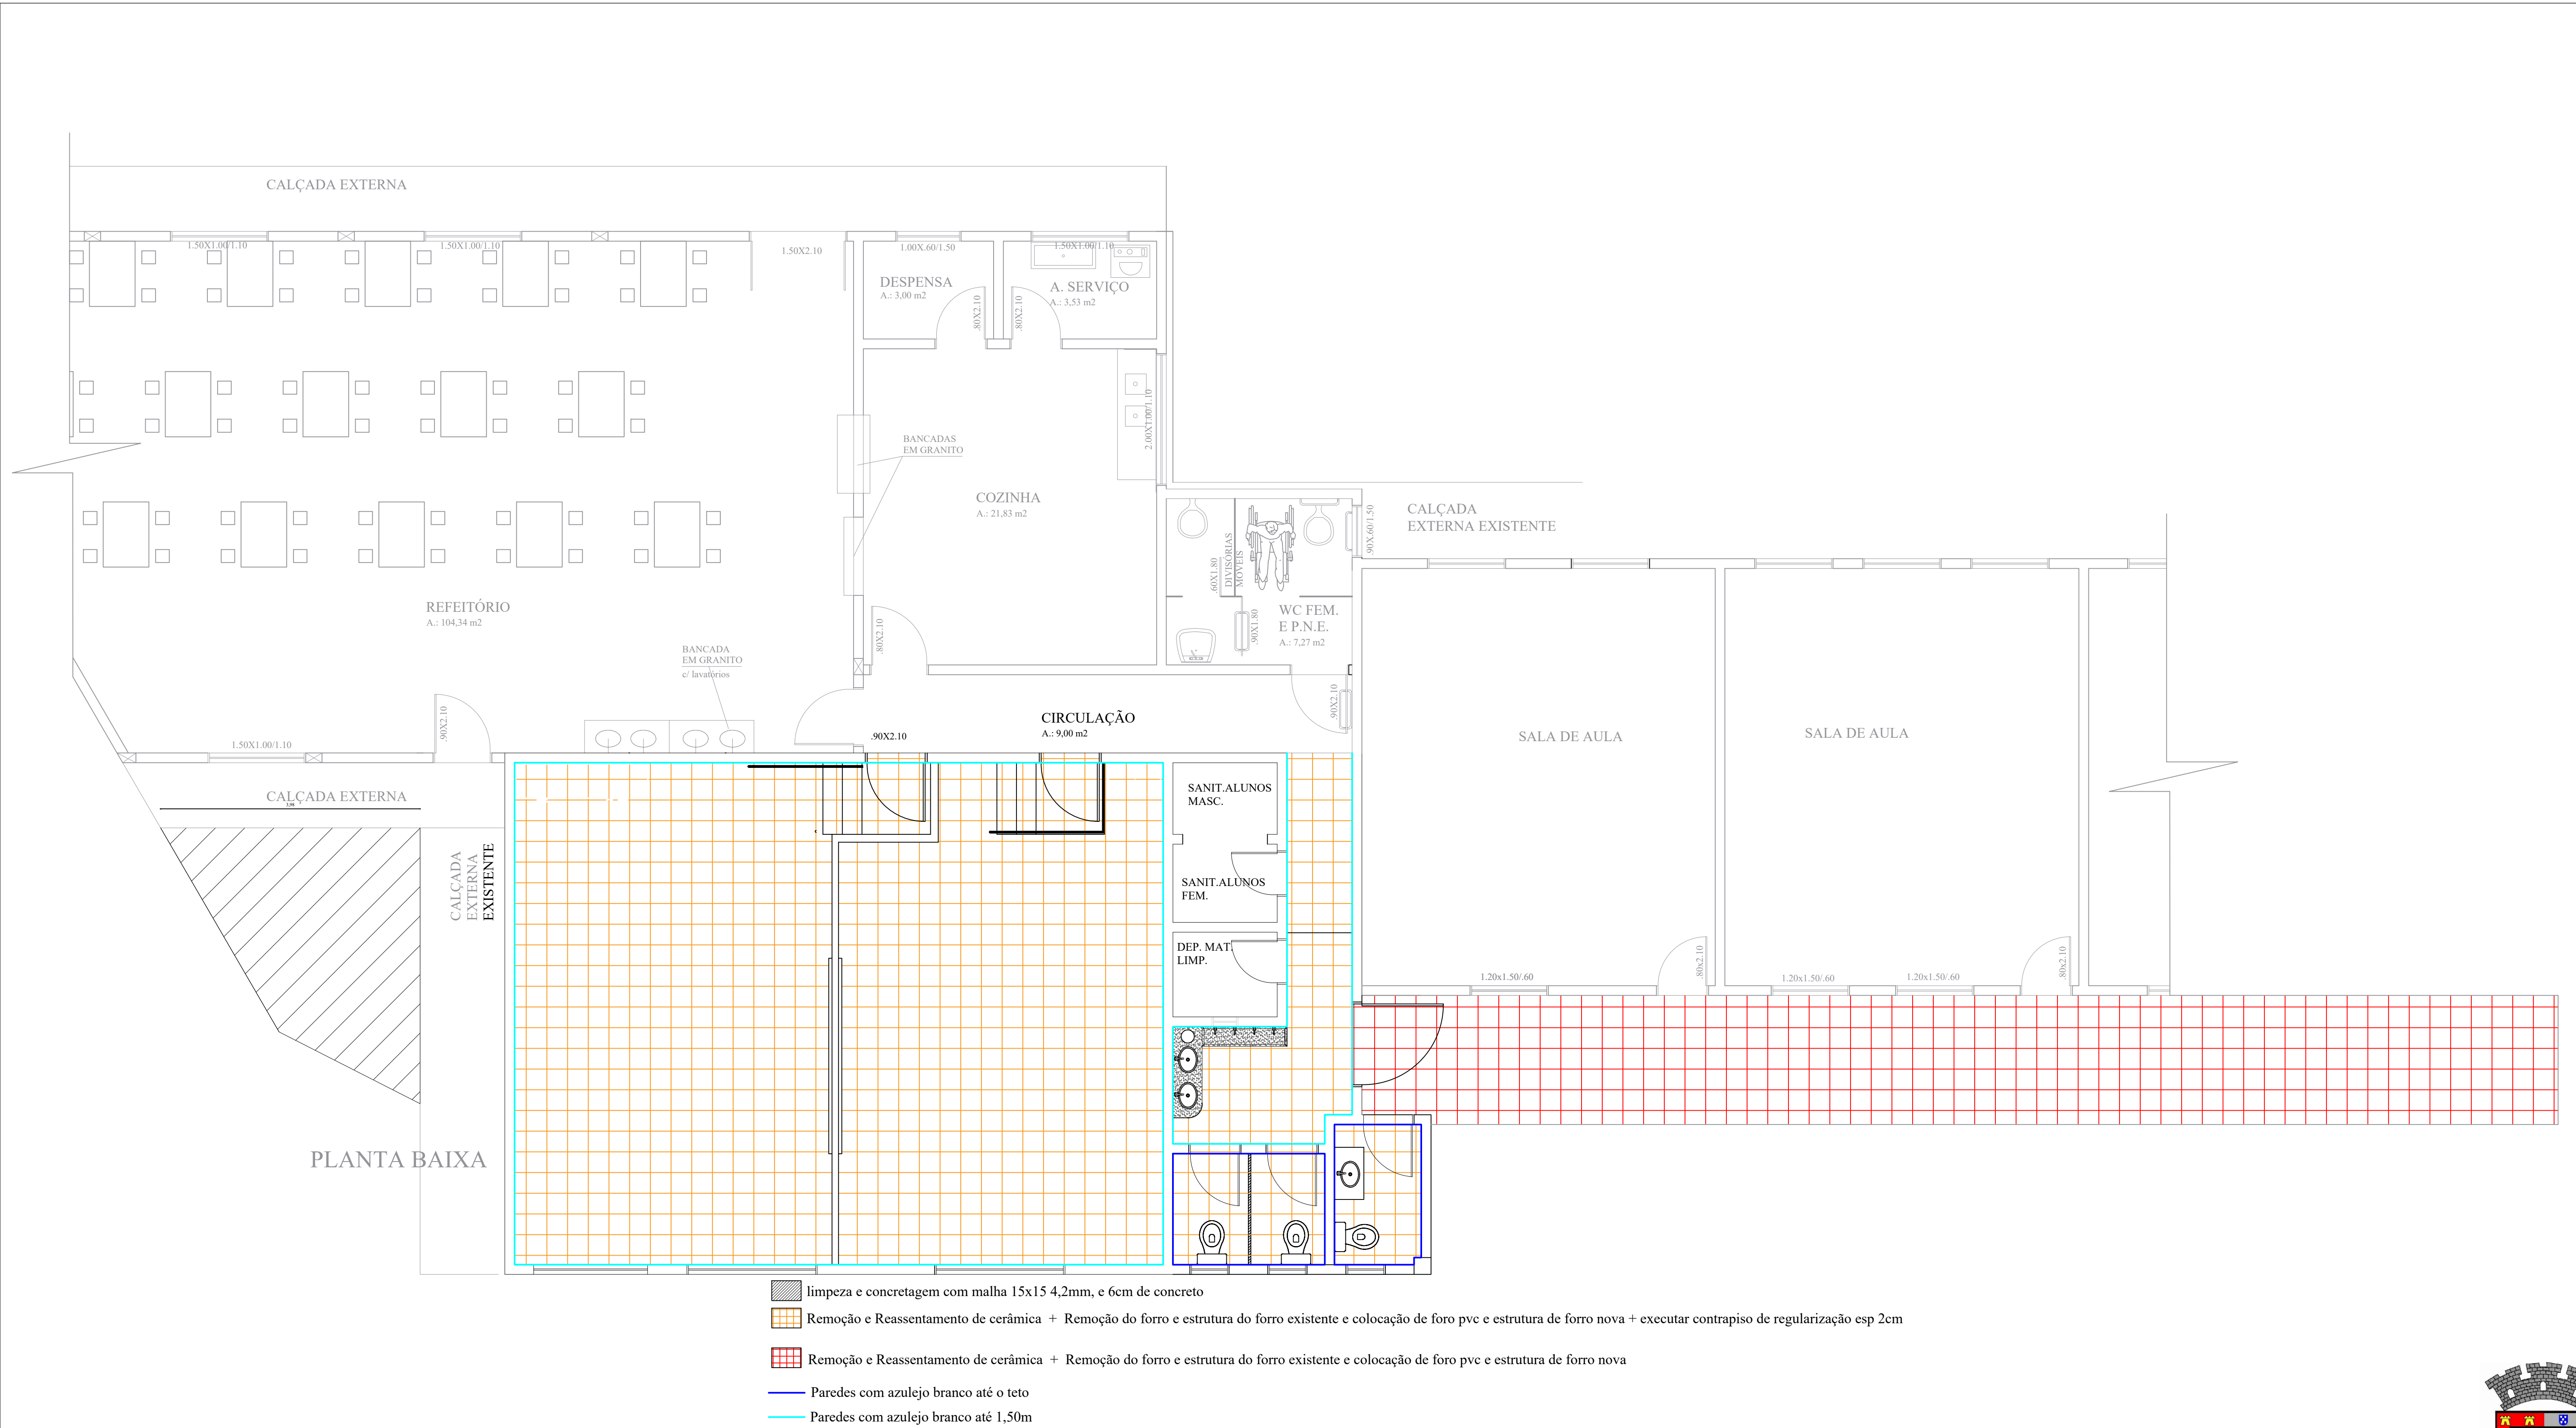 CALÇADA EXTERNA
1.50X1.00/1.10
1.50X1.00/1.10
1.50X2.10
1.00X.60/1.50
1.50X1.00/1.10
DESPENSA
A.: 3,00 m2
A. SERVIÇO
A.: 3,53 m2
.80X2.10
.80X2.10
2.00X1.00/1.10
BANCADAS
EM GRANITO
COZINHA
A.: 21,83 m2
CALÇADA
EXTERNA EXISTENTE
.90X.60/1.50
DIVISÓRIAS
MÓVEIS
.60X1.80
.90X1.80
WC FEM.
E P.N.E.
A.: 7,27 m2
REFEITÓRIO
A.: 104,34 m2
.80X2.10
BANCADA
EM GRANITO
c/ lavatórios
.90X2.10
.90X2.10
CIRCULAÇÃO
A.: 9,00 m2
.90X2.10
1.50X1.00/1.10
SALA DE AULA
SALA DE AULA
CALÇADA EXTERNA
3,98
SANIT.ALUNOS
MASC.
CALÇADA
EXTERNA
EXISTENTE
SANIT.ALUNOS
FEM.
DEP. MAT.
LIMP.
1.20x1.50/.60
.80x2.10
1.20x1.50/.60
1.20x1.50/.60
.80x2.10
PLANTA BAIXA
limpeza e concretagem com malha 15x15 4,2mm, e 6cm de concreto
Remoção e Reassentamento de cerâmica + Remoção do forro e estrutura do forro existente e colocação de foro pvc e estrutura de forro nova + executar contrapiso de regularização esp 2cm
Remoção e Reassentamento de cerâmica + Remoção do forro e estrutura do forro existente e colocação de foro pvc e estrutura de forro nova
Paredes com azulejo branco até o teto
Paredes com azulejo branco até 1,50m